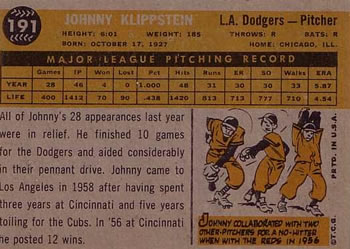 191
JOHNNY KLIPPSTEIN L.A. Dodgers — Pitcher
HEIGHT: 6:01 WEIGHT: 185 THROWS: R BATS: R
BORN: OCTOBER 17, 1927 HOME: CHICAGO, ILL.
MAJOR LEAGUE PITCHING RECORD
Games Inn. Won Lost Pct. Hits Runs E.R. SO BB ERA
YEAR 28 46 4 0 1.000 48 31 30 30 33 5.87
LIFE 400 1412 70 90 .438 1420 813 713 777 790 4.54
All of Johnny's 28 appearances last year
were in relief. He finished 10 games
for the Dodgers and aided considerably
in their pennant drive. Johnny came to
Los Angeles in 1958 after having spent
three years at Cincinnati and five years
toiling for the Cubs. In '56 at Cincinnati
he posted 12 wins.
JOHNNY COLLABORATED WITH TWO
OTHER PITCHERS FOR A NO-HITTER
WHEN WITH THE REDS IN 1956
©T.C.G. PRTD. IN U.S.A.